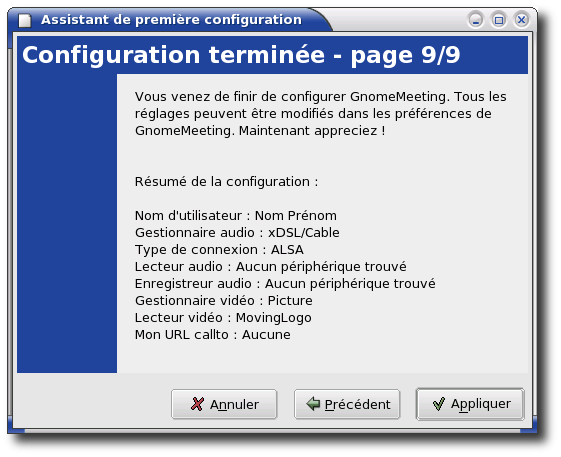 Assistant de première configuration
Configuration terminée - page 9/9
Vous venez de finir de configurer GnomeMeeting. Tous les
réglages peuvent être modifiés dans les préférences de
GnomeMeeting. Maintenant appreciez !
Résumé de la configuration :
Nom d'utilisateur : Nom Prénom
Gestionnaire audio : xDSL/Cable
Type de connexion : ALSA
Lecteur audio : Aucun périphérique trouvé
Enregistreur audio : Aucun périphérique trouvé
Gestionnaire vidéo : Picture
Lecteur vidéo : MovingLogo
Mon URL callto : Aucune
Annuler Précédent Appliquer